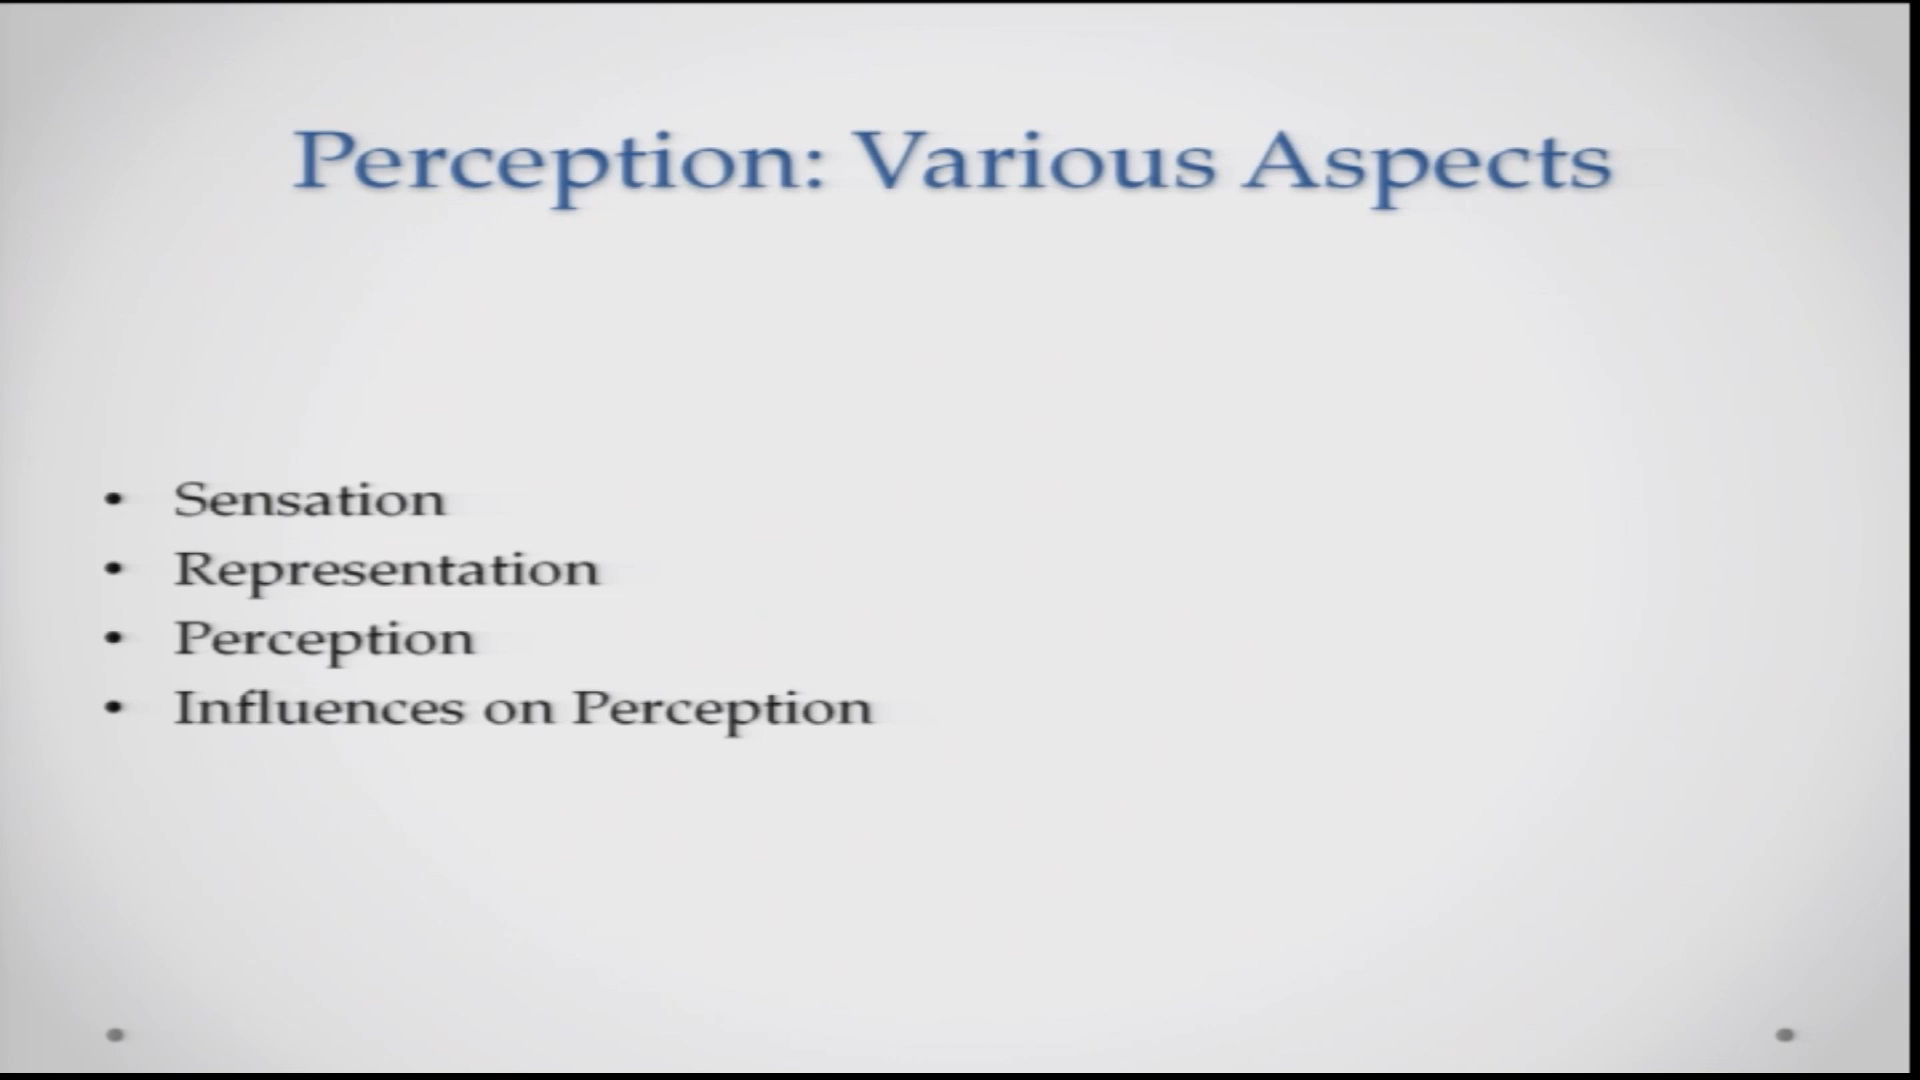 Perception: Various Aspects
• Sensation
• Representation
• Perception
• Influences on Perception